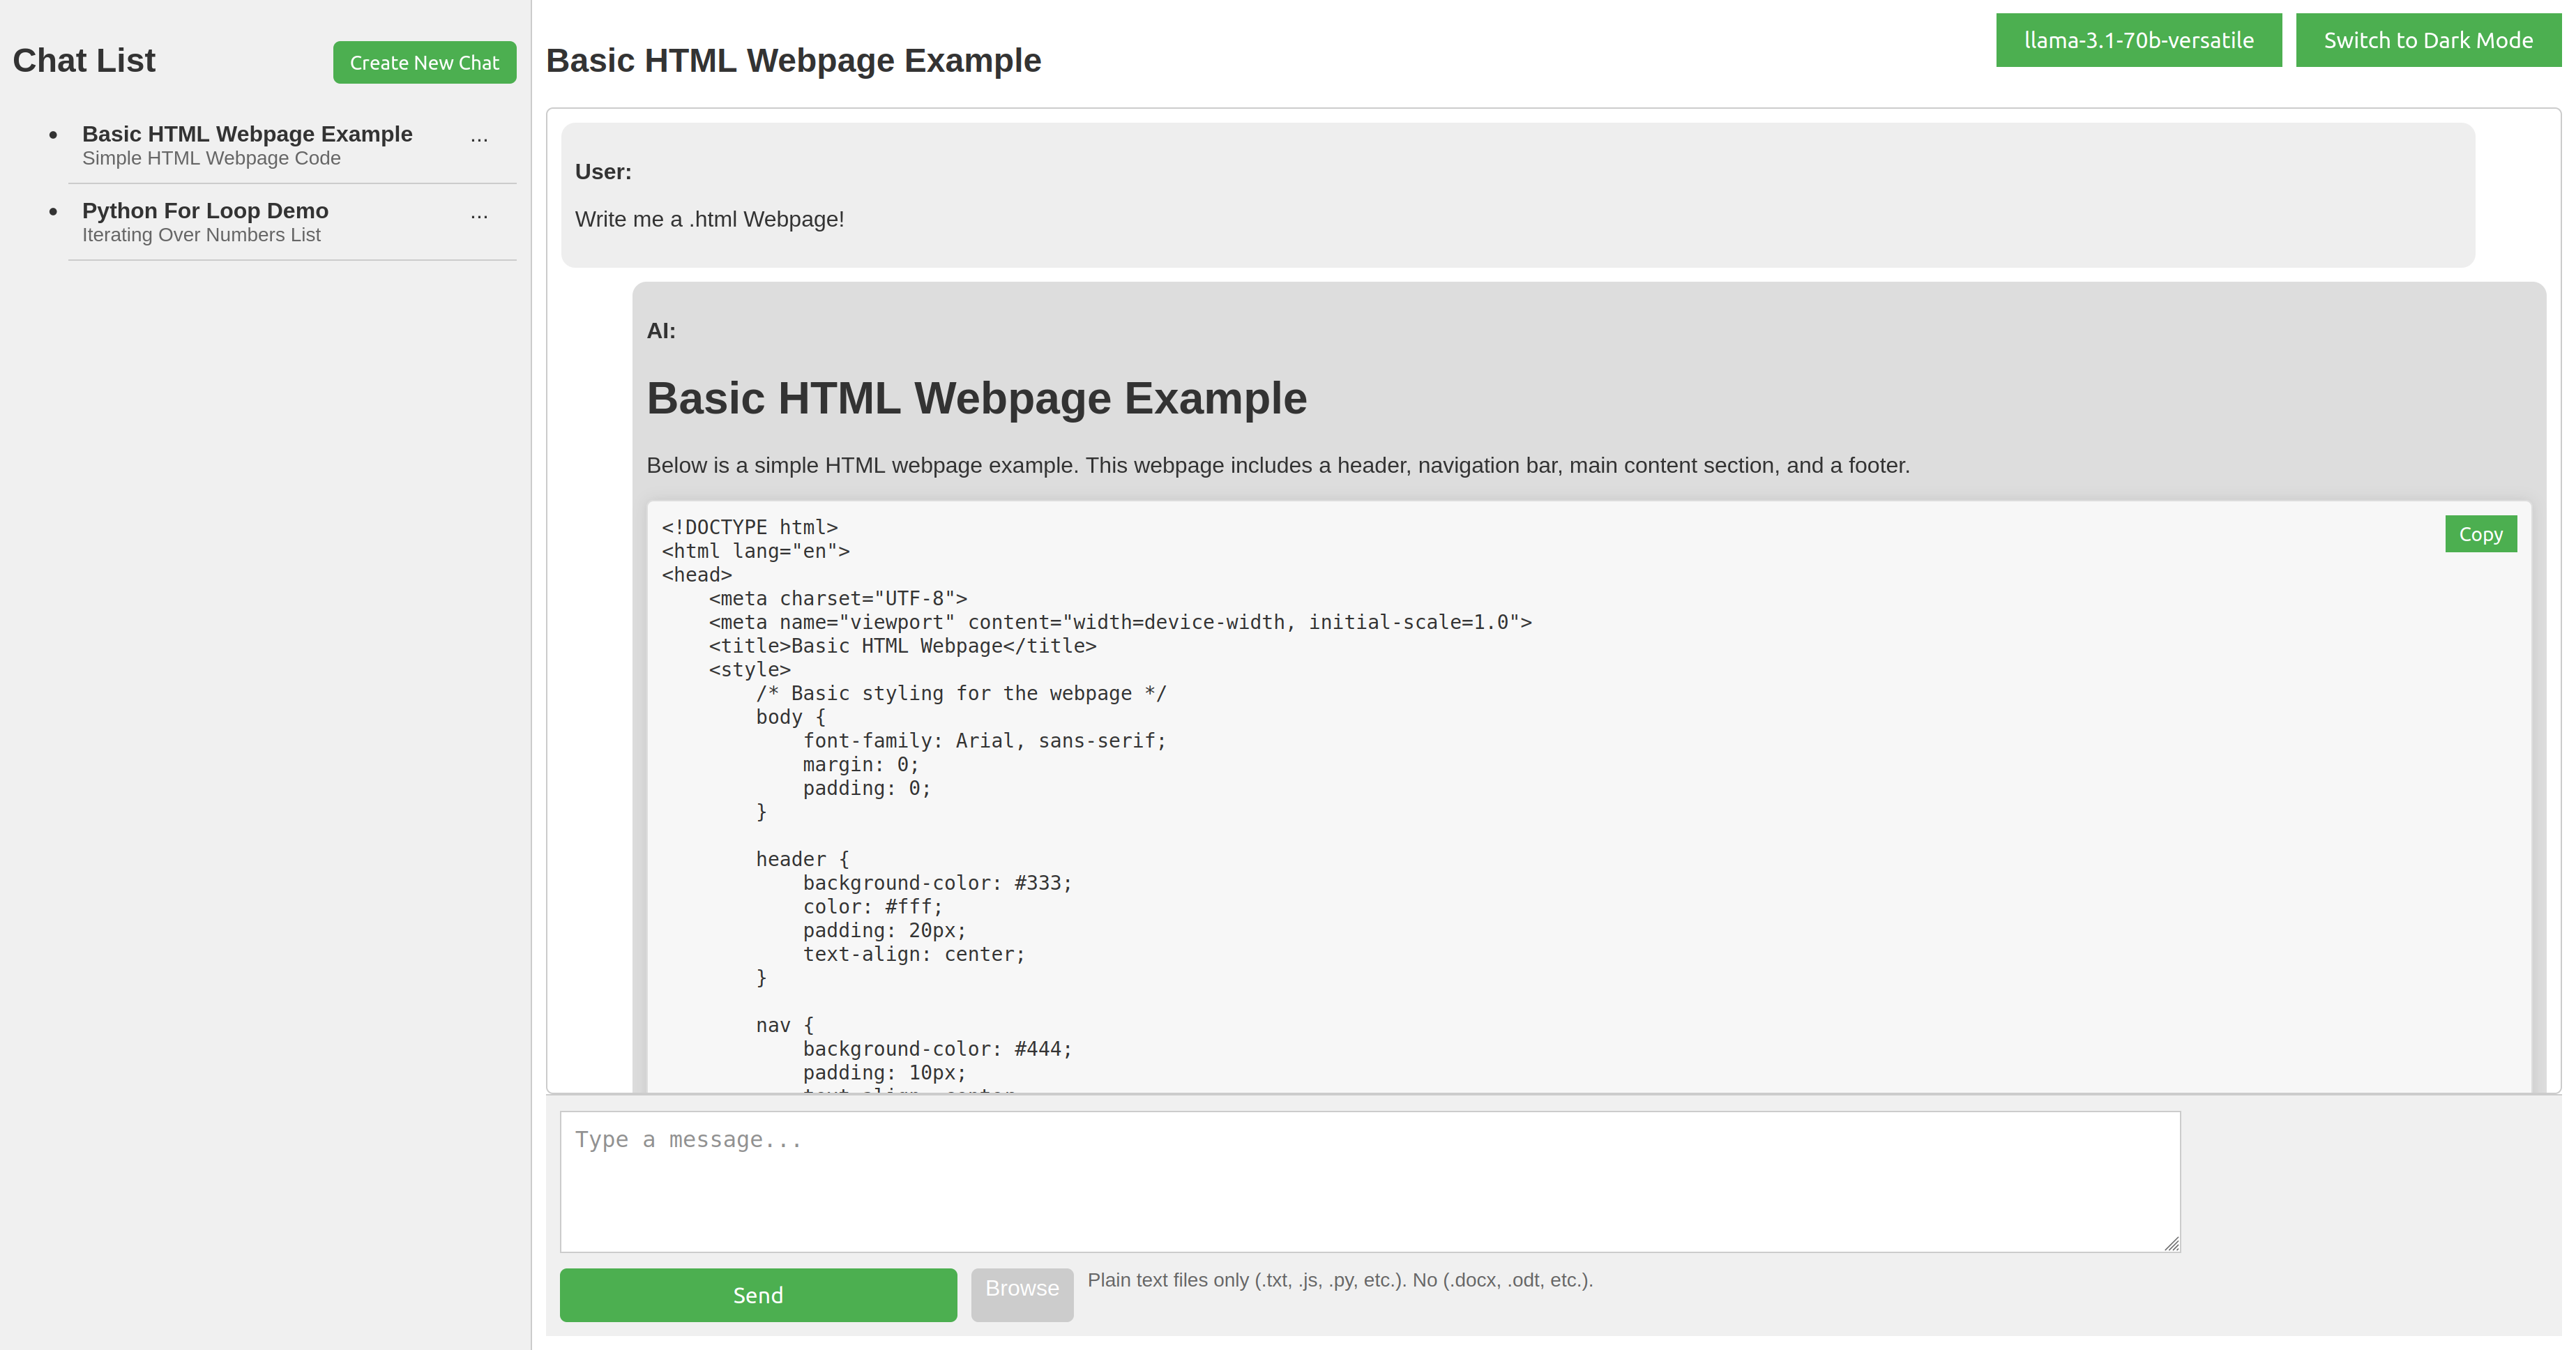 Chat List
Create New Chat
Basic HTML Webpage Example
...
Simple HTML Webpage Code
Python For Loop Demo
...
Iterating Over Numbers List
Basic HTML Webpage Example
llama-3.1-70b-versatile
Switch to Dark Mode
User:
Write me a .html Webpage!
AI:
Basic HTML Webpage Example
Below is a simple HTML webpage example. This webpage includes a header, navigation bar, main content section, and a footer.
Copy
<!DOCTYPE html>
<html lang="en">
<head>
    <meta charset="UTF-8">
    <meta name="viewport" content="width=device-width, initial-scale=1.0">
    <title>Basic HTML Webpage</title>
    <style>
        /* Basic styling for the webpage */
        body {
            font-family: Arial, sans-serif;
            margin: 0;
            padding: 0;
        }
        header {
            background-color: #333;
            color: #fff;
            padding: 20px;
            text-align: center;
        }
        nav {
            background-color: #444;
            padding: 10px;
Type a message...
Send
Browse
Plain text files only (.txt, .js, .py, etc.). No (.docx, .odt, etc.).